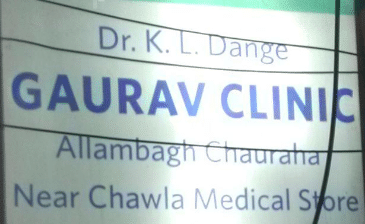 Dr. K. L. Dange
GAURAV CLINIC
Allambagh Chauraha
Near Chawla Medical Store